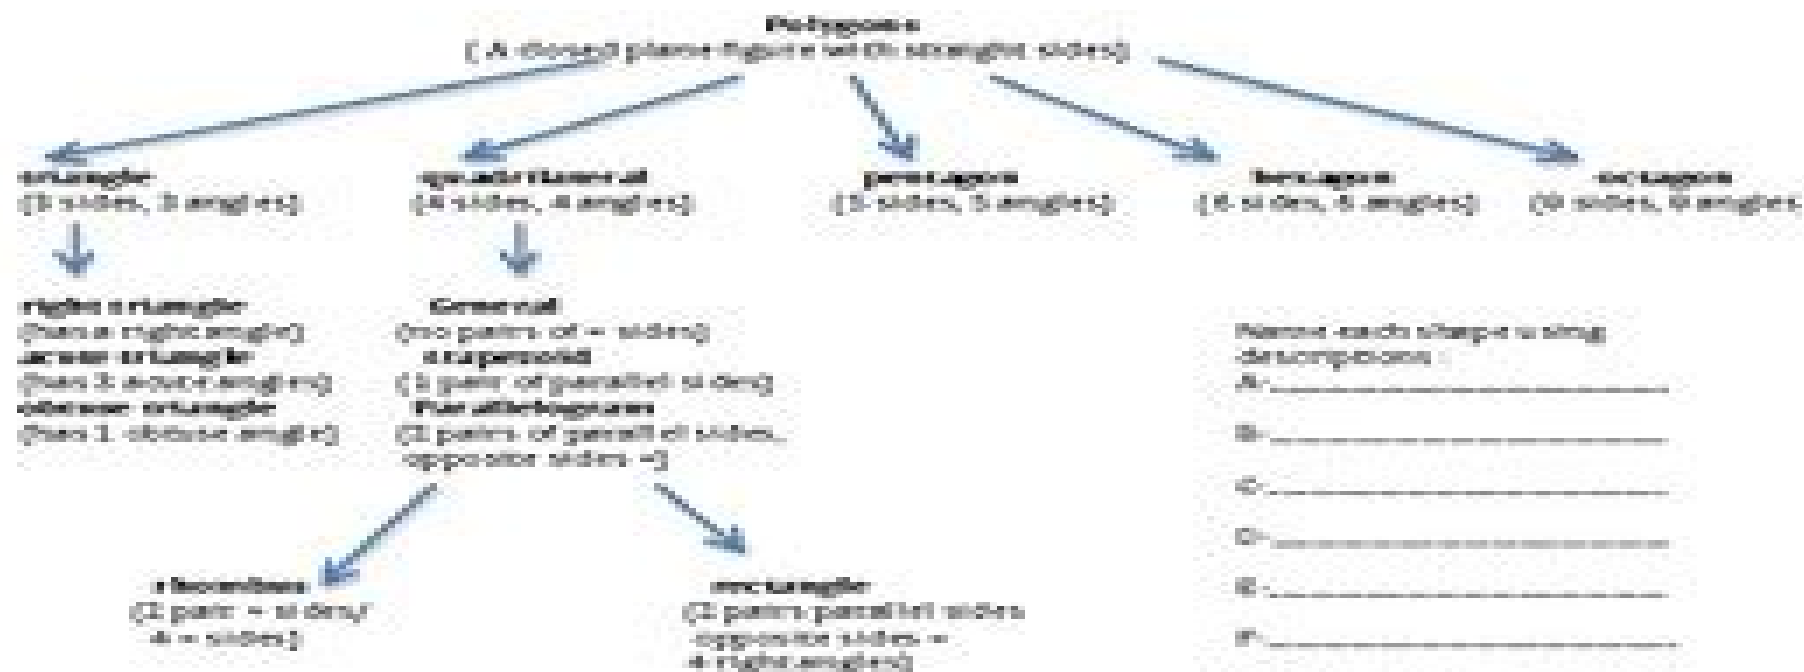 Polygons
( A closed plane figure with straight sides)
triangle
(3 sides, 3 angles)
quadrilateral
(4 sides, 4 angles)
pentagon
(5 sides, 5 angles)
hexagon
(6 sides, 6 angles)
octagon
sides, angles
right triangle
(has a right angle)
acute triangle
(has 3 acute angles)
obtuse triangle
(has 1 obtuse angle)
General
(no pairs of = sides)
trapezoid
(1 pair of parallel sides)
Parallelogram
(2 pairs of parallel sides,
opposite sides =)
rhombus
(2 pair = sides/
4 = sides)
rectangle
(2 pairs parallel sides
opposite sides =
4 right angles)
Name each shape using
descriptions:
A-
B-
C-
D-
E-
F-